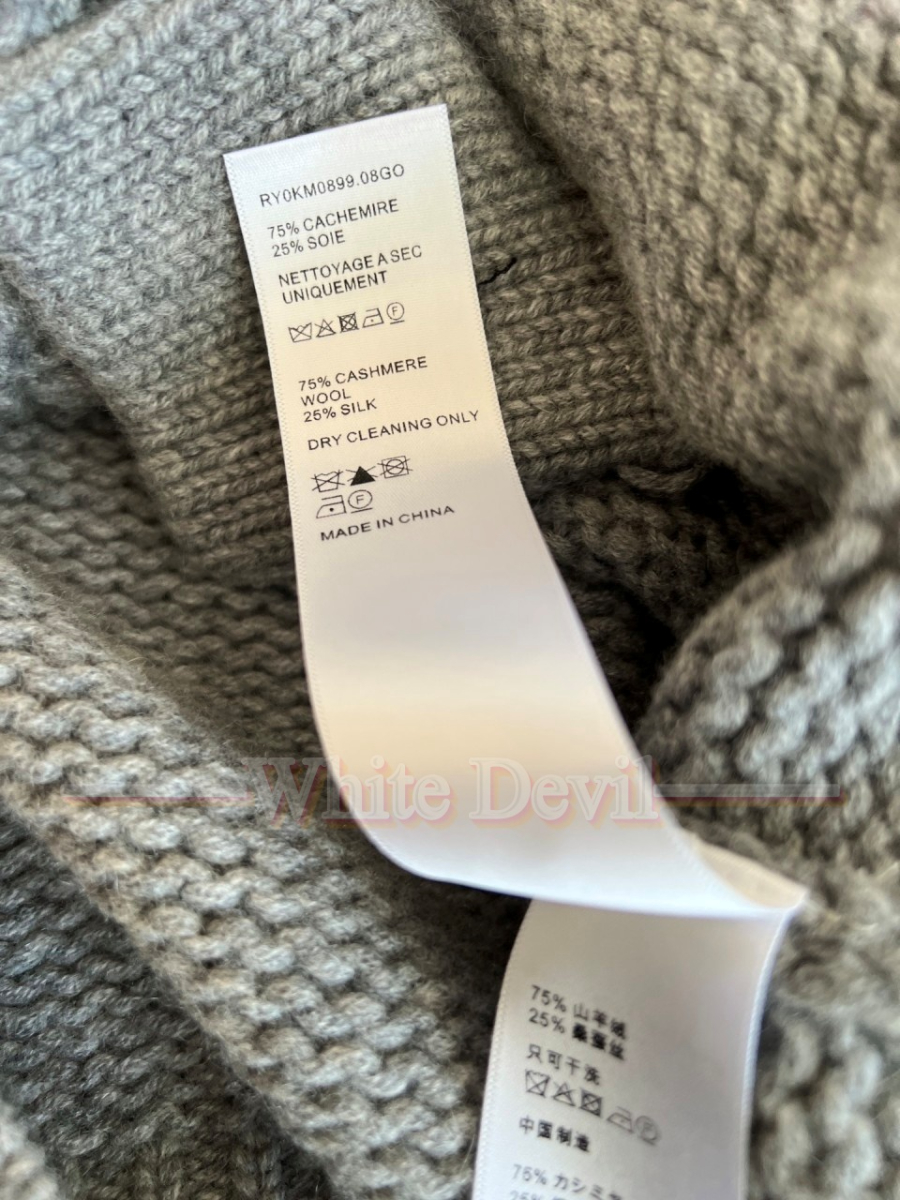 RY0KM0899.08GO
75% CACHEMIRE
25% SOIE
NETTOYAGE A SEC
UNIQUEMENT
75% CASHMERE
WOOL
25% SILK
DRY CLEANING ONLY
MADE IN CHINA
White Devil
75% 山羊绒
25% 桑蚕丝
只可干洗
中国制造
75% カシミヤ